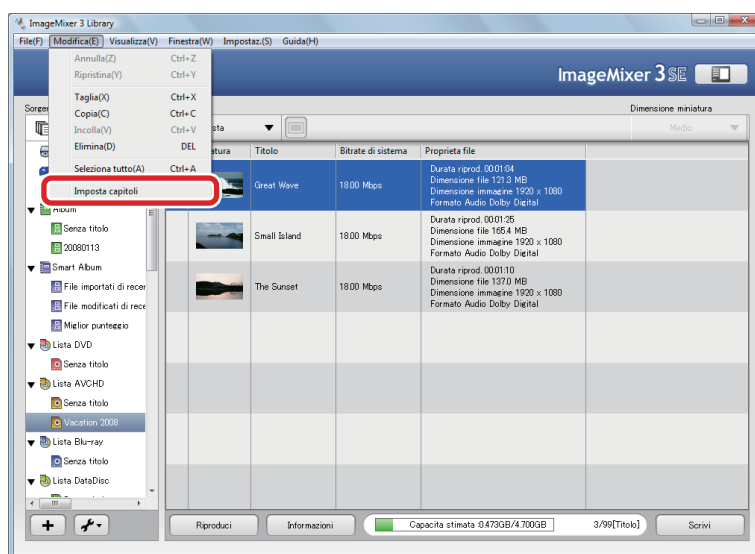 ImageMixer 3 Library
File(F) Modifica(E) Visualizza(V) Finestra(W) Impostaz.(S) Guida(H)
Annulla(Z) Ctrl+Z
Ripristina(Y) Ctrl+Y
Taglia(X) Ctrl+X
Copia(C) Ctrl+C
Incolla(V) Ctrl+V
Elimina(D) DEL
Seleziona tutto(A) Ctrl+A
Imposta capitoli
ImageMixer 3 SE
Dimensione miniatura
Medio
Titolo Bitrate di sistema Proprieta file
Great Wave 18.00 Mbps
Durata riprod. 00:01:04
Dimensione file 121.3 MB
Dimensione immagine 1920 x 1080
Formato Audio Dolby Digital
Small Island 18.00 Mbps
Durata riprod. 00:01:25
Dimensione file 165.4 MB
Dimensione immagine 1920 x 1080
Formato Audio Dolby Digital
The Sunset 18.00 Mbps
Durata riprod. 00:01:10
Dimensione file 137.0 MB
Dimensione immagine 1920 x 1080
Formato Audio Dolby Digital
Album
Senza titolo
20080113
Smart Album
File importati di recer
File modificati di rece
Miglior punteggio
Lista DVD
Senza titolo
Lista AVCHD
Senza titolo
Vacation 2008
Lista Blu-ray
Senza titolo
Lista DataDisc
Riproduci Informazioni Capacita stimata :0.473GB/4.700GB 3/99[Titolo] Scrivi